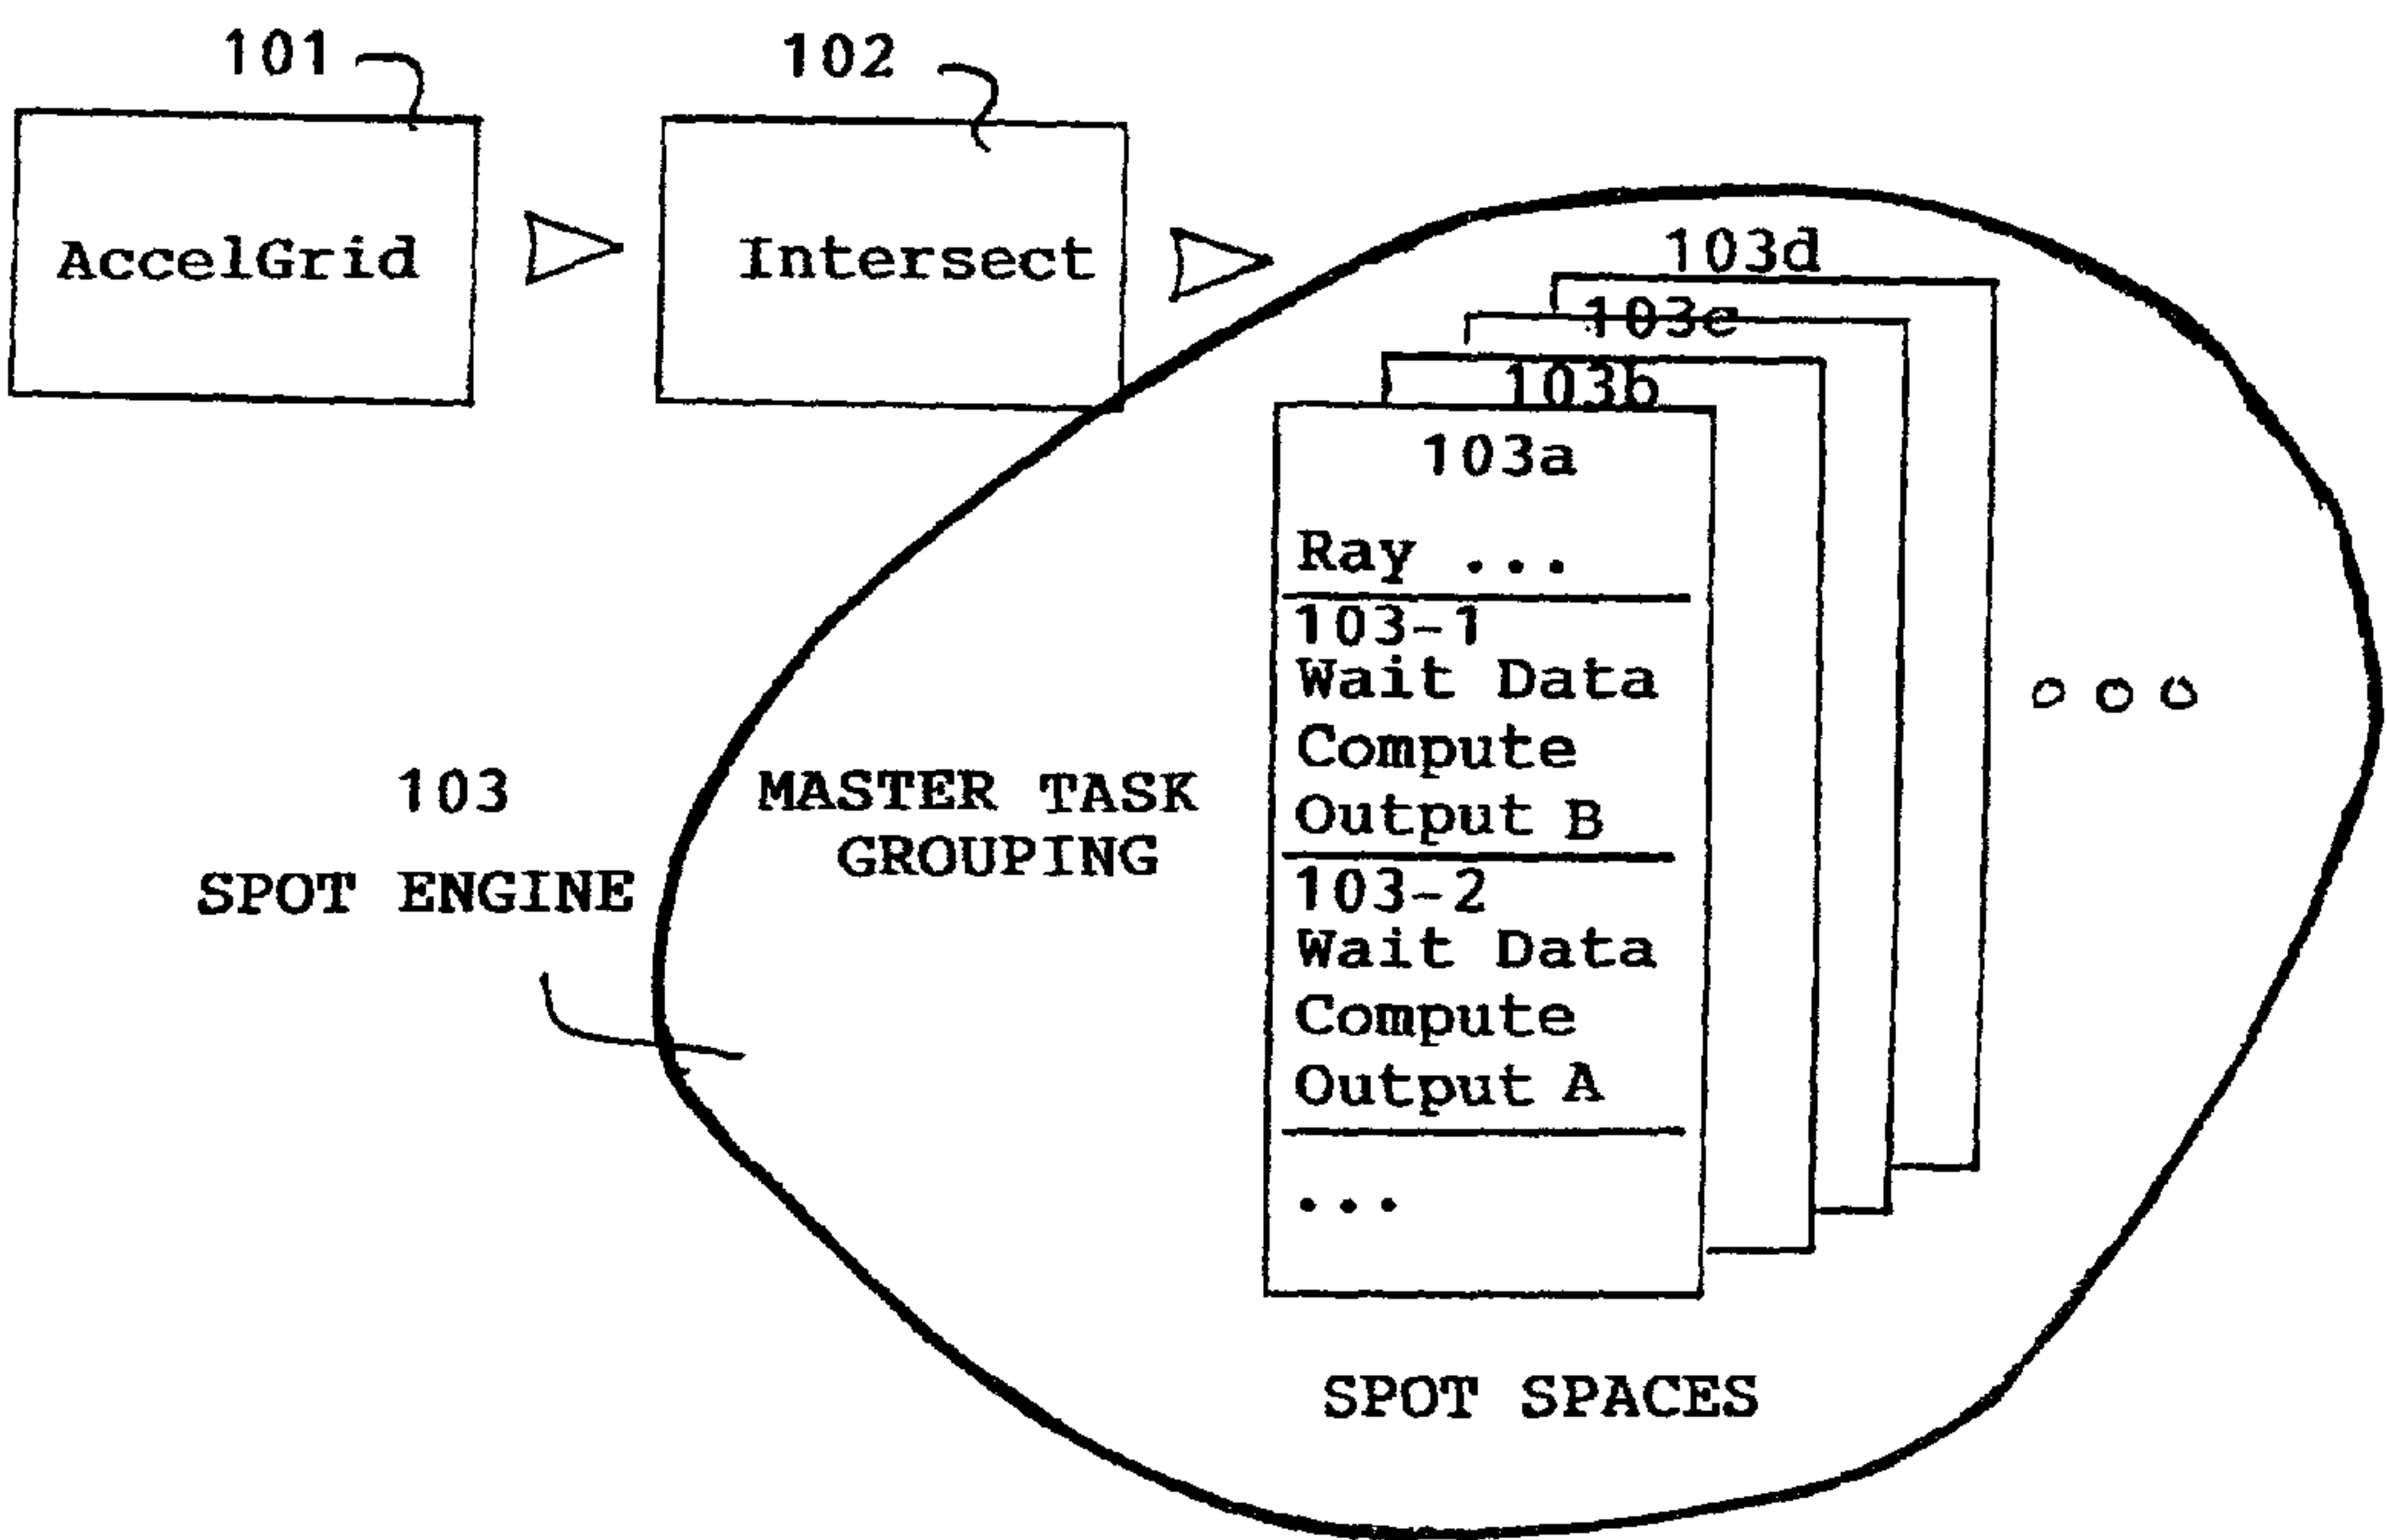 101
102
AccelGrid
Intersect
103d
103c
103b
103a
Ray ...
103-1
Wait Data
Compute
Output B
103-2
Wait Data
Compute
Output A
...
MASTER TASK
GROUPING
103
SPOT ENGINE
SPOT SPACES